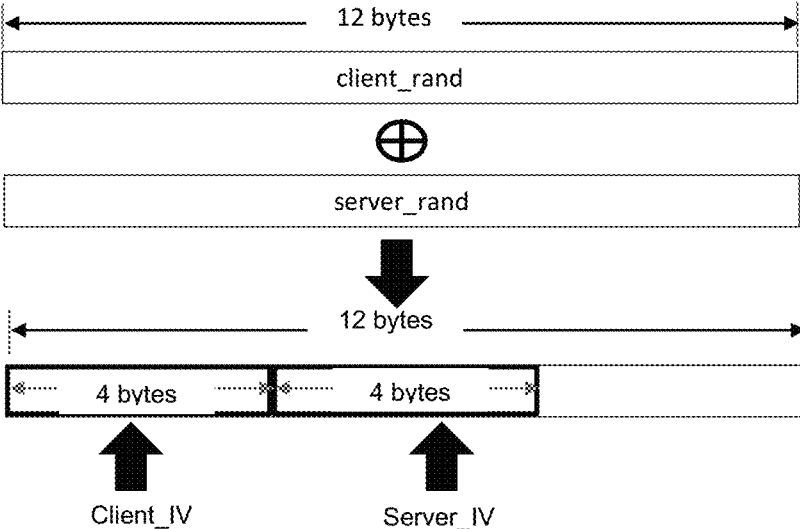 12 bytes
client_rand
server_rand
12 bytes
4 bytes
4 bytes
Client_IV
Server_IV